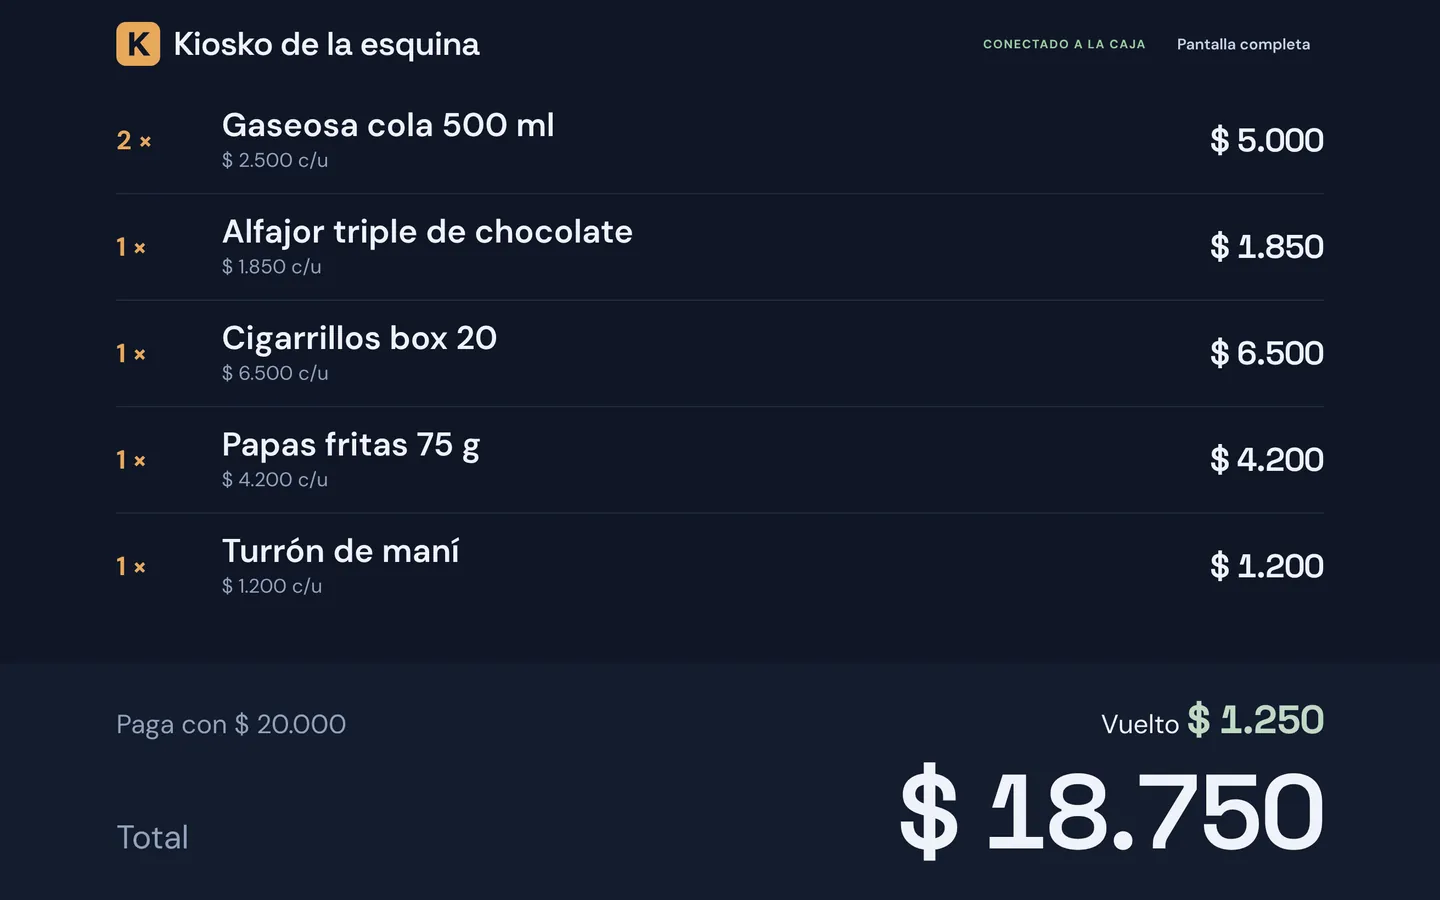 K Kiosko de la esquina
CONECTADO A LA CAJA Pantalla completa
2 × Gaseosa cola 500 ml $ 5.000
$ 2.500 c/u
1 × Alfajor triple de chocolate $ 1.850
$ 1.850 c/u
1 × Cigarrillos box 20 $ 6.500
$ 6.500 c/u
1 × Papas fritas 75 g $ 4.200
$ 4.200 c/u
1 × Turrón de maní $ 1.200
$ 1.200 c/u
Paga con $ 20.000 Vuelto $ 1.250
Total $ 18.750